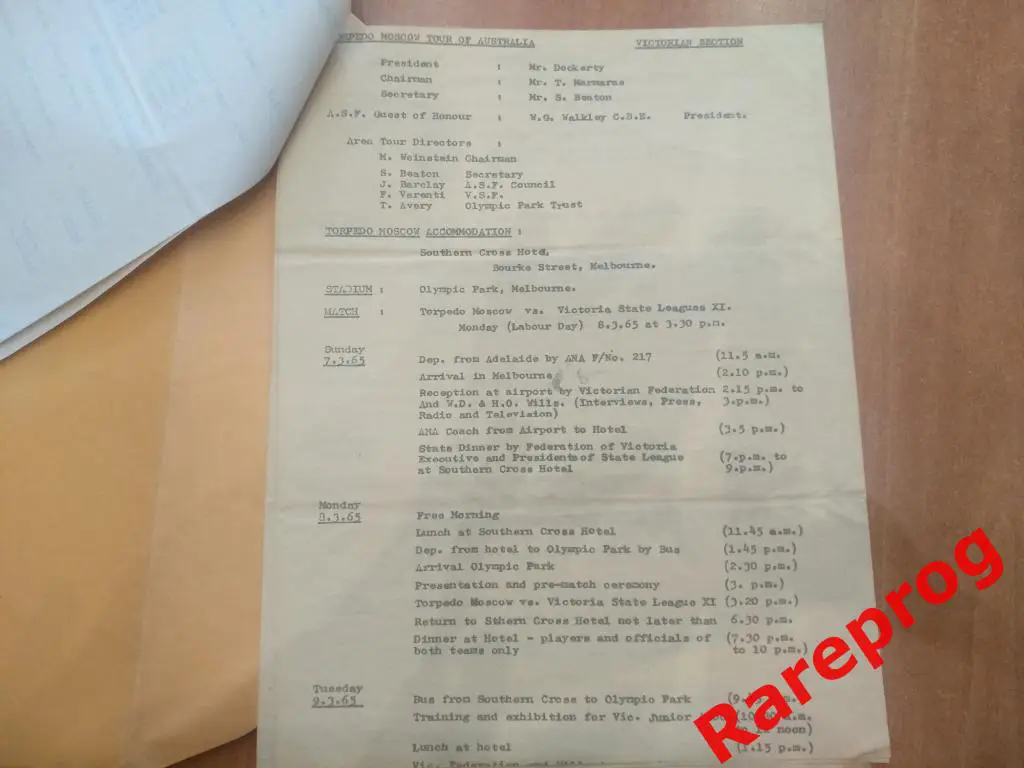 MOSCOW TOUR OF AUSTRALIA VICTORIAN SECTION
President : Mr. Dockerty
Chairman : Mr. T. Marmaras
Secretary : Mr. S. Beaton
A.S.F. Guest of Honour : W.G. Walkley C.B.E. President.
Area Tour Directors :
M. Weinstein Chairman
S. Beaton Secretary
J. Barclay A.S.F. Council
F. Varenti V.S.F.
T. Avery Olympic Park Trust
TORPEDO MOSCOW ACCOMMODATION :
Southern Cross Hotel,
Bourke Street, Melbourne.
STADIUM : Olympic Park, Melbourne.
MATCH : Torpedo Moscow vs. Victoria State Leagues XI.
Monday (Labour Day) 8.3.65 at 3.30 p.m.
Sunday
7.3.65 Dep. from Adelaide by ANA F/No. 217 (11.5 a.m.
Arrival in Melbourne (2.10 p.m.)
Reception at airport by Victorian Federation 2.15 p.m. to
And W.D. & H.O. Wills. (Interviews, Press, 3.p.m.)
Radio and Television)
ANA Coach from Airport to Hotel (3.5 p.m.)
State Dinner by Federation of Victoria
Executive and Presidents of State League (7.p.m. to
at Southern Cross Hotel 9.p.m.)
Monday
8.3.65 Free Morning
Lunch at Southern Cross Hotel (11.45 a.m.)
Dep. from hotel to Olympic Park by Bus (1.45 p.m.)
Arrival Olympic Park (2.30 p.m.)
Presentation and pre-match ceremony (3. p.m.)
Torpedo Moscow vs. Victoria State League XI (3.20 p.m.)
Return to Sthern Cross Hotel not later than 6.30 p.m.
Dinner at Hotel - players and officials of (7.30 p.m.
both teams only to 10 p.m.)
Tuesday
9.3.65 Bus from Southern Cross to Olympic Park
Training and exhibition for Vic. Junior
noon)
Lunch at hotel (1.15 p.m.)
Vic. Federation and
Rareprog